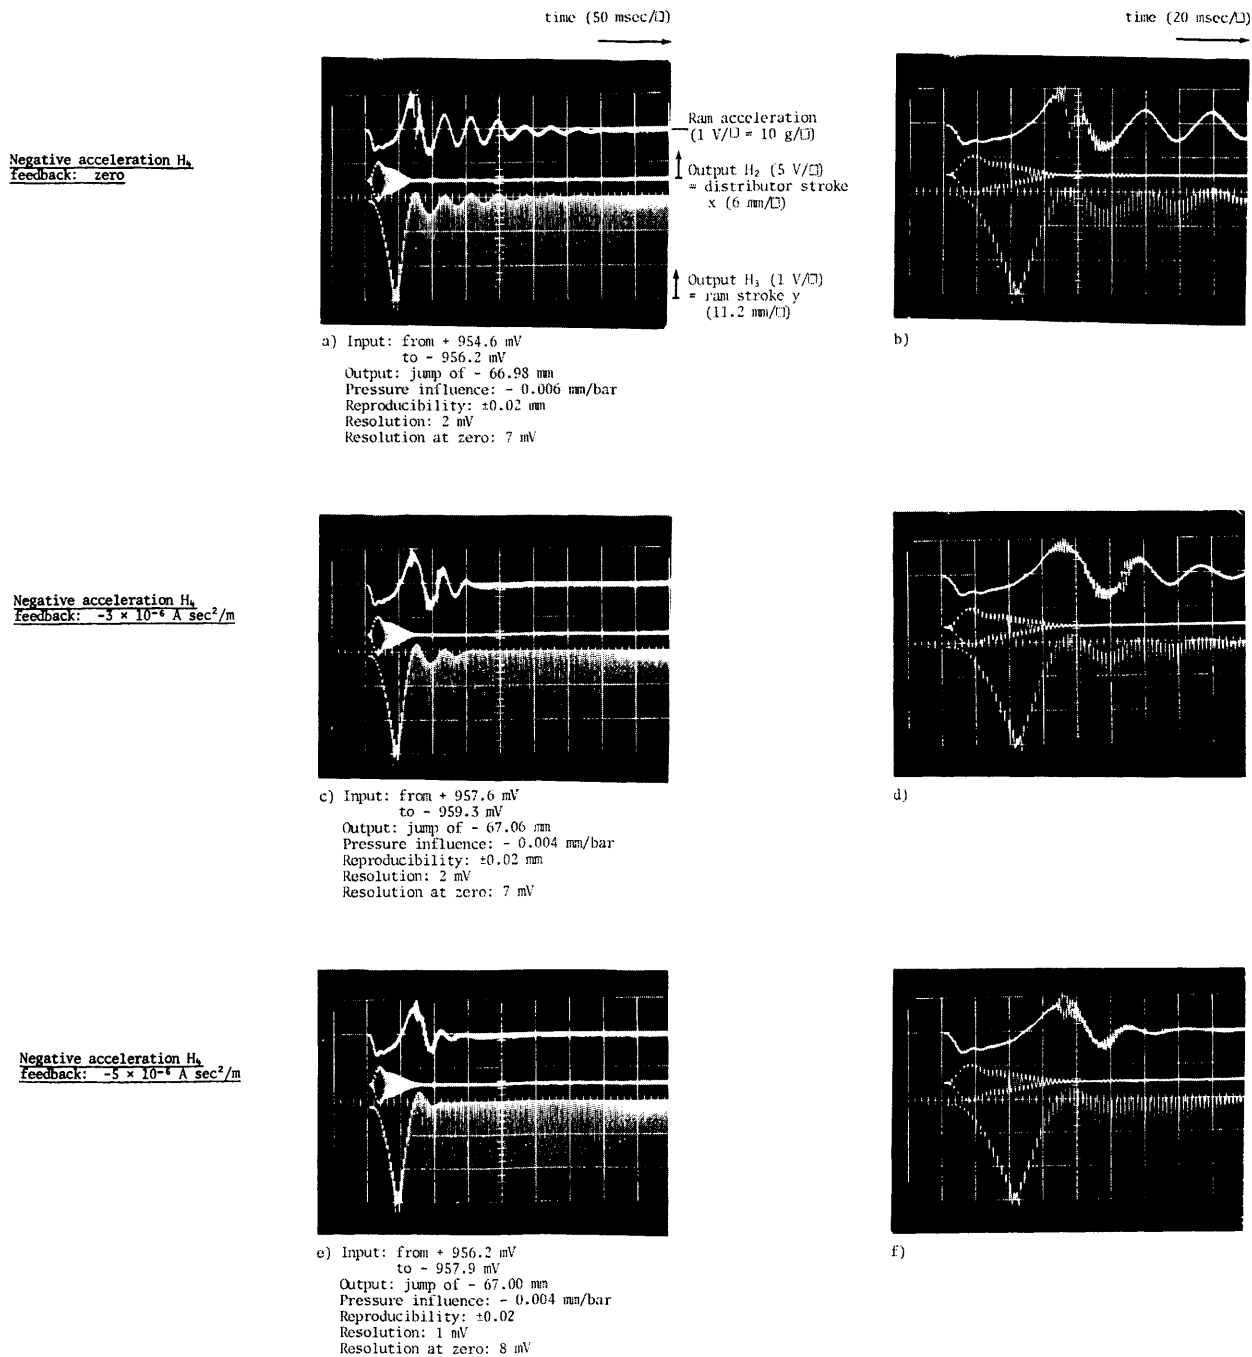 time (50 msec/□)
time (20 msec/□)
Negative acceleration H₄
feedback: zero
Ram acceleration
(1 V/□ = 10 g/□)
Output H₂ (5 V/□)
= distributor stroke
x (6 mm/□)
Output H₃ (1 V/□)
= ram stroke y
(11.2 mm/□)
a) Input: from + 954.6 mV
to - 956.2 mV
Output: jump of - 66.98 mm
Pressure influence: - 0.006 mm/bar
Reproducibility: ±0.02 mm
Resolution: 2 mV
Resolution at zero: 7 mV
b)
Negative acceleration H₄
feedback: -3 × 10⁻⁶ A sec²/m
c) Input: from + 957.6 mV
to - 959.3 mV
Output: jump of - 67.06 mm
Pressure influence: - 0.004 mm/bar
Reproducibility: ±0.02 mm
Resolution: 2 mV
Resolution at zero: 7 mV
d)
Negative acceleration H₄
feedback: -5 × 10⁻⁶ A sec²/m
e) Input: from + 956.2 mV
to - 957.9 mV
Output: jump of - 67.00 mm
Pressure influence: - 0.004 mm/bar
Reproducibility: ±0.02
Resolution: 1 mV
Resolution at zero: 8 mV
f)